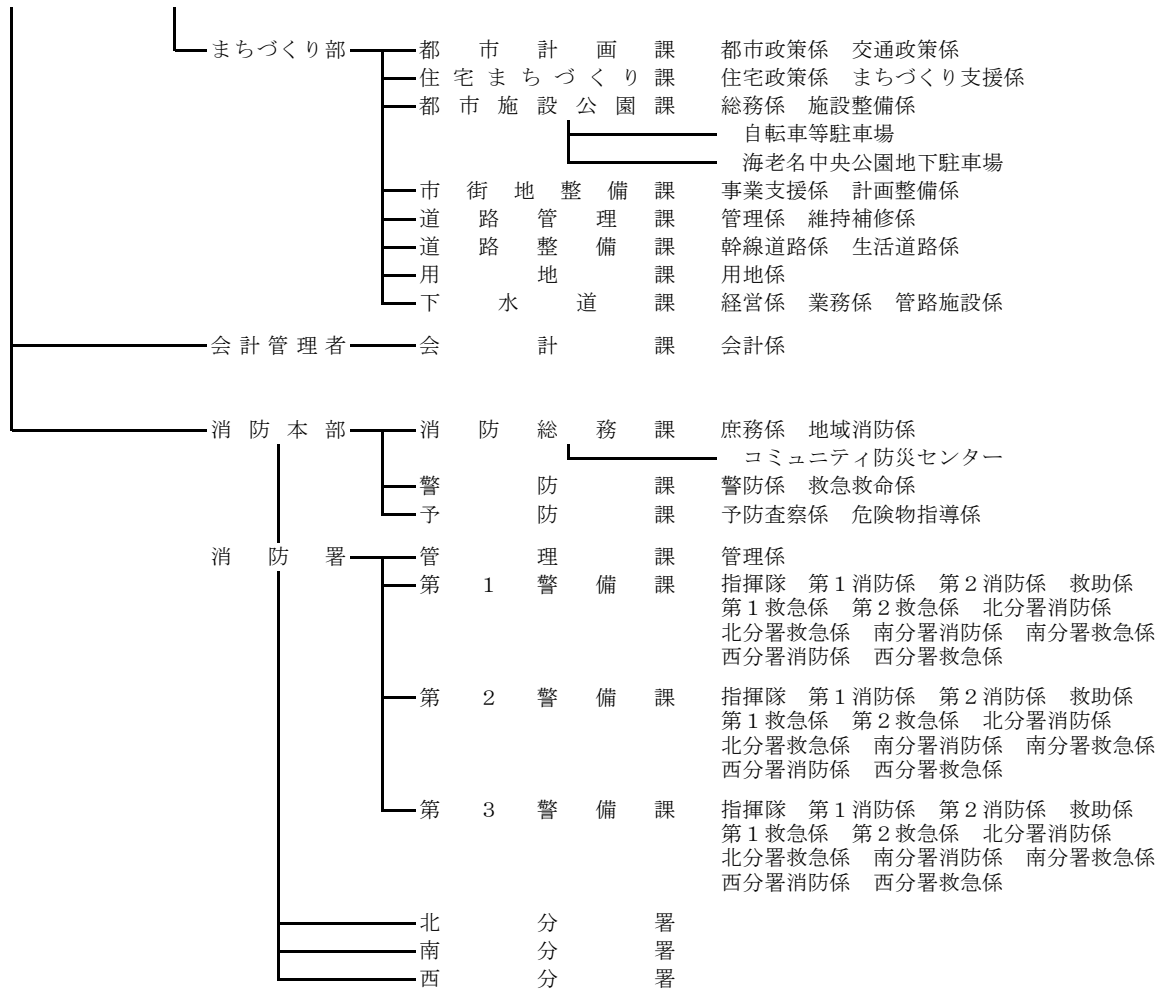 まちづくり部 都市計画課 都市政策係 交通政策係
住宅まちづくり課 住宅政策係 まちづくり支援係
都市施設公園課 総務係 施設整備係
自転車等駐車場
海老名中央公園地下駐車場
市街地整備課 事業支援係 計画整備係
道路管理課 管理係 維持補修係
道路整備課 幹線道路係 生活道路係
用地課 用地係
下水道課 経営係 業務係 管路施設係
会計管理者 会計課 会計係
消防本部 消防総務課 庶務係 地域消防係
コミュニティ防災センター
警防課 警防係 救急救命係
予防課 予防査察係 危険物指導係
消防署 管理課 管理係
第1警備課 指揮隊 第1消防係 第2消防係 救助係
第1救急係 第2救急係 北分署消防係
北分署救急係 南分署消防係 南分署救急係
西分署消防係 西分署救急係
第2警備課 指揮隊 第1消防係 第2消防係 救助係
第1救急係 第2救急係 北分署消防係
北分署救急係 南分署消防係 南分署救急係
西分署消防係 西分署救急係
第3警備課 指揮隊 第1消防係 第2消防係 救助係
第1救急係 第2救急係 北分署消防係
北分署救急係 南分署消防係 南分署救急係
西分署消防係 西分署救急係
北分署
南分署
西分署